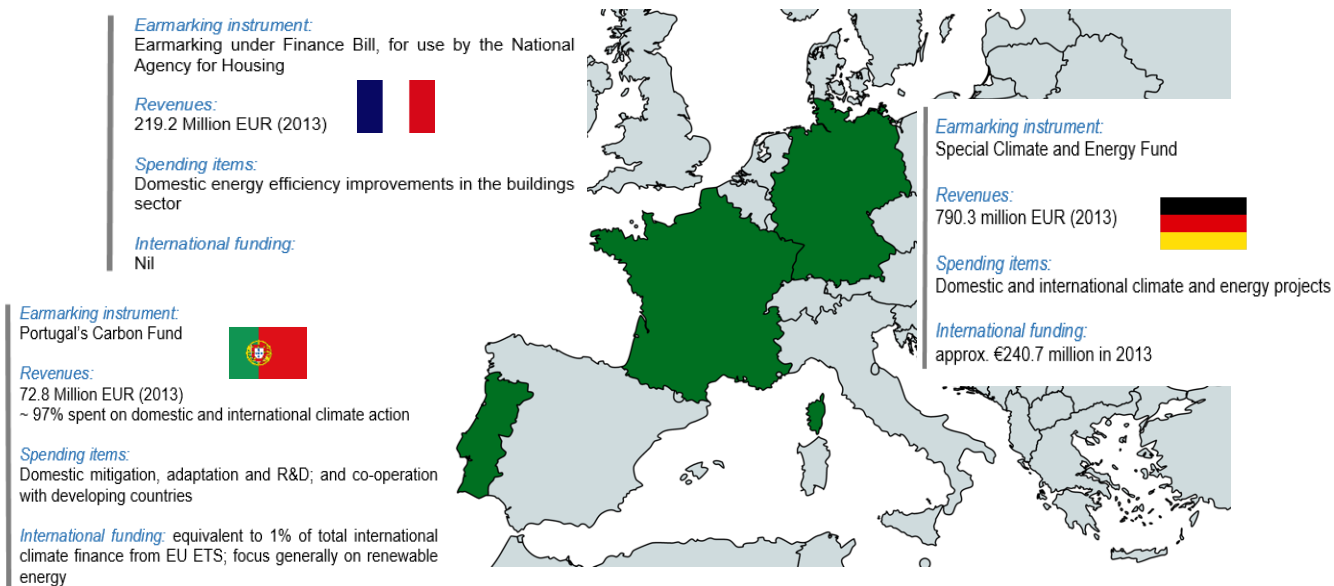 Earmarking instrument:
Earmarking under Finance Bill, for use by the National
Agency for Housing
Revenues:
219.2 Million EUR (2013)
Spending items:
Domestic energy efficiency improvements in the buildings
sector
International funding:
Nil
Earmarking instrument:
Special Climate and Energy Fund
Revenues:
790.3 million EUR (2013)
Spending items:
Domestic and international climate and energy projects
International funding:
approx. €240.7 million in 2013
Earmarking instrument:
Portugal's Carbon Fund
Revenues:
72.8 Million EUR (2013)
~ 97% spent on domestic and international climate action
Spending items:
Domestic mitigation, adaptation and R&D; and co-operation
with developing countries
International funding: equivalent to 1% of total international
climate finance from EU ETS; focus generally on renewable
energy